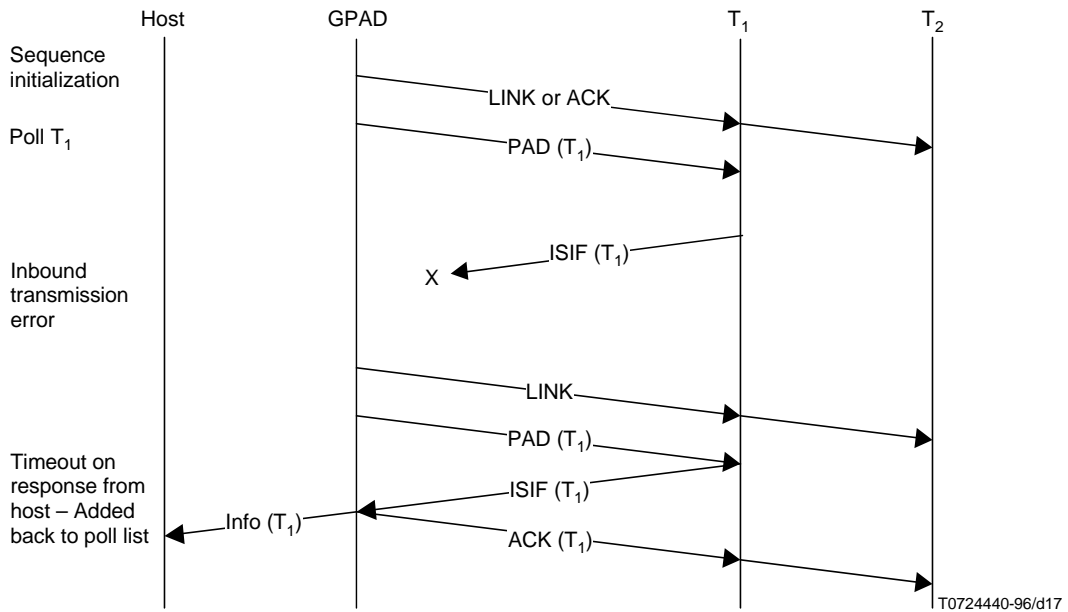 Host GPAD T₁ T₂
Sequence
initialization
LINK or ACK
Poll T₁
PAD (T₁)
ISIF (T₁)
X
Inbound
transmission
error
LINK
PAD (T₁)
Timeout on
response from
host – Added
back to poll list
ISIF (T₁)
Info (T₁)
ACK (T₁)
T0724440-96/d17